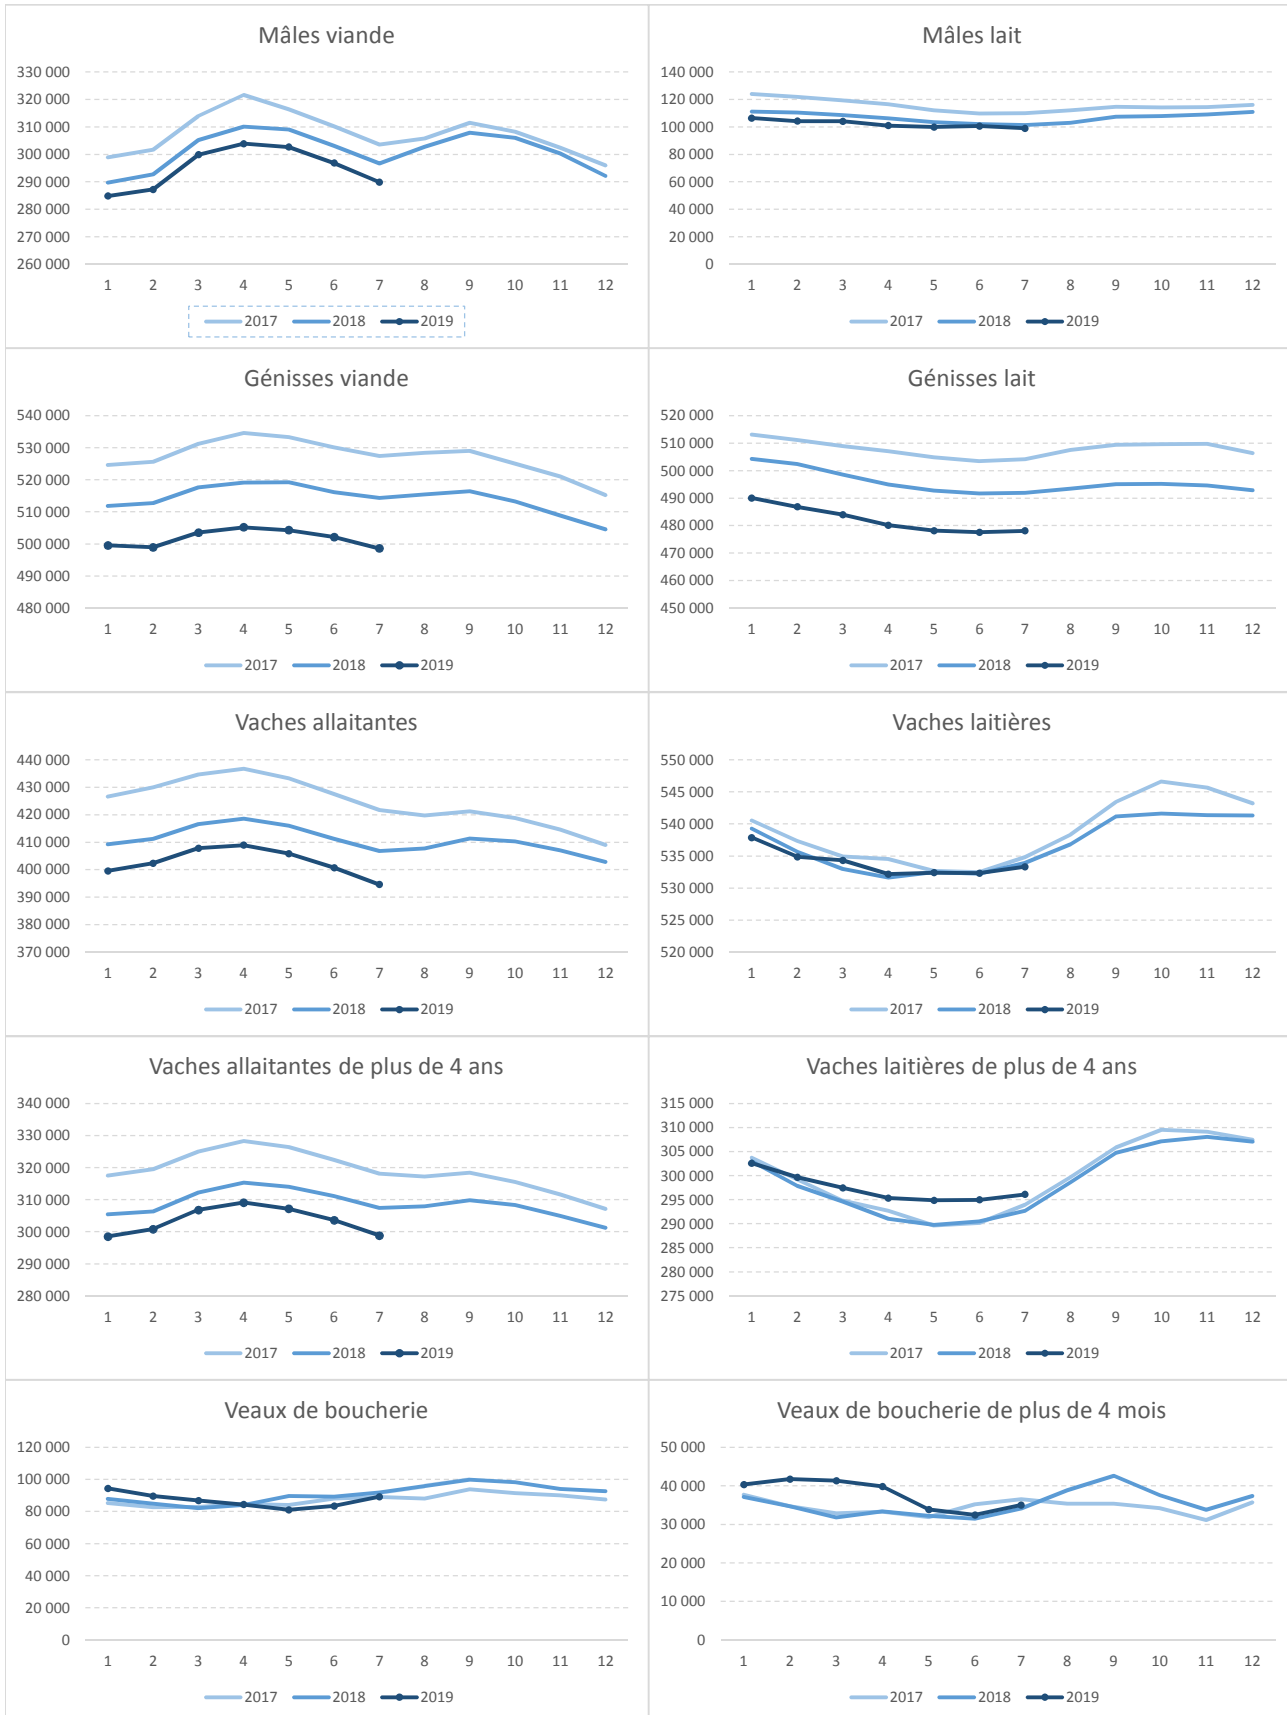 Mâles viande
330 000
320 000
310 000
300 000
290 000
280 000
270 000
260 000
1 2 3 4 5 6 7 8 9 10 11 12
2017 2018 2019
Mâles lait
140 000
120 000
100 000
80 000
60 000
40 000
20 000
0
1 2 3 4 5 6 7 8 9 10 11 12
2017 2018 2019
Génisses viande
540 000
530 000
520 000
510 000
500 000
490 000
480 000
1 2 3 4 5 6 7 8 9 10 11 12
2017 2018 2019
Génisses lait
520 000
510 000
500 000
490 000
480 000
470 000
460 000
450 000
1 2 3 4 5 6 7 8 9 10 11 12
2017 2018 2019
Vaches allaitantes
440 000
430 000
420 000
410 000
400 000
390 000
380 000
370 000
1 2 3 4 5 6 7 8 9 10 11 12
2017 2018 2019
Vaches laitières
550 000
545 000
540 000
535 000
530 000
525 000
520 000
1 2 3 4 5 6 7 8 9 10 11 12
2017 2018 2019
Vaches allaitantes de plus de 4 ans
340 000
330 000
320 000
310 000
300 000
290 000
280 000
1 2 3 4 5 6 7 8 9 10 11 12
2017 2018 2019
Vaches laitières de plus de 4 ans
315 000
310 000
305 000
300 000
295 000
290 000
285 000
280 000
275 000
1 2 3 4 5 6 7 8 9 10 11 12
2017 2018 2019
Veaux de boucherie
120 000
100 000
80 000
60 000
40 000
20 000
0
1 2 3 4 5 6 7 8 9 10 11 12
2017 2018 2019
Veaux de boucherie de plus de 4 mois
50 000
40 000
30 000
20 000
10 000
0
1 2 3 4 5 6 7 8 9 10 11 12
2017 2018 2019